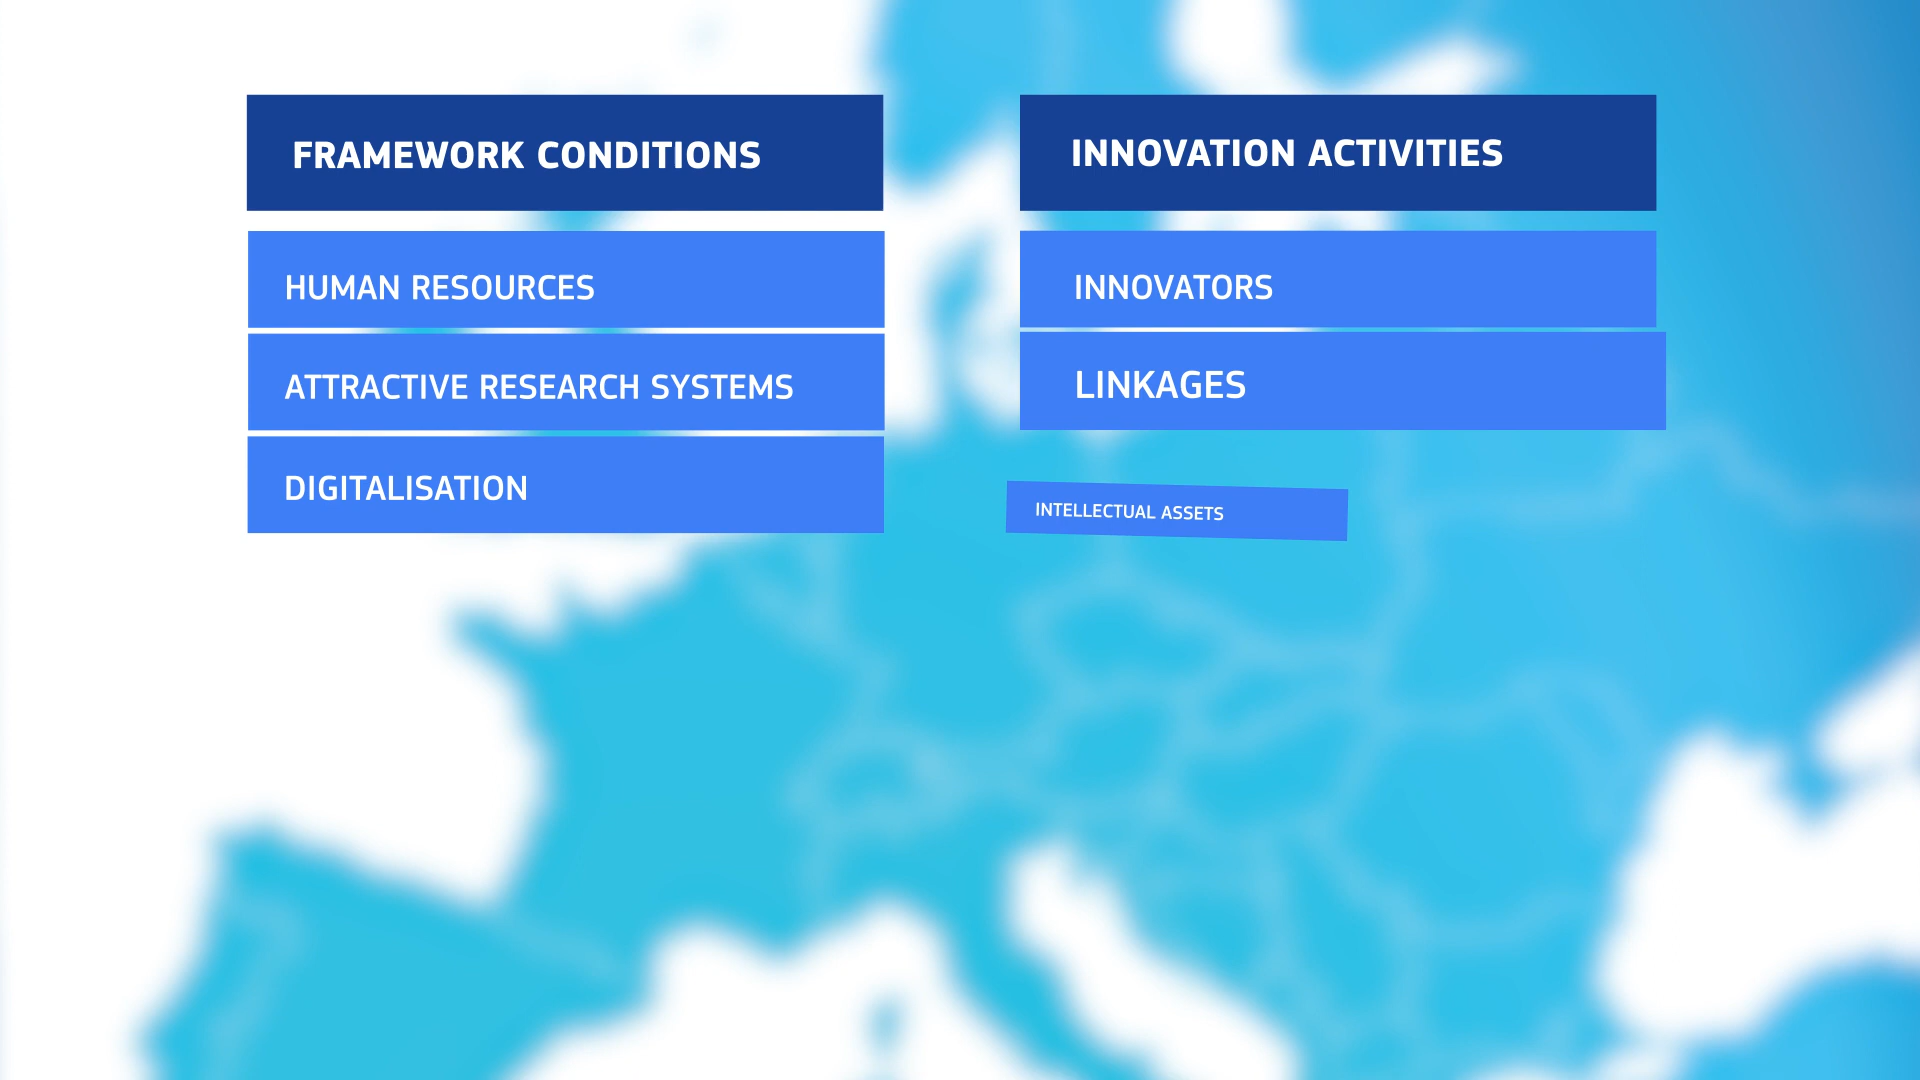 FRAMEWORK CONDITIONS
HUMAN RESOURCES
ATTRACTIVE RESEARCH SYSTEMS
DIGITALISATION
INNOVATION ACTIVITIES
INNOVATORS
LINKAGES
INTELLECTUAL ASSETS